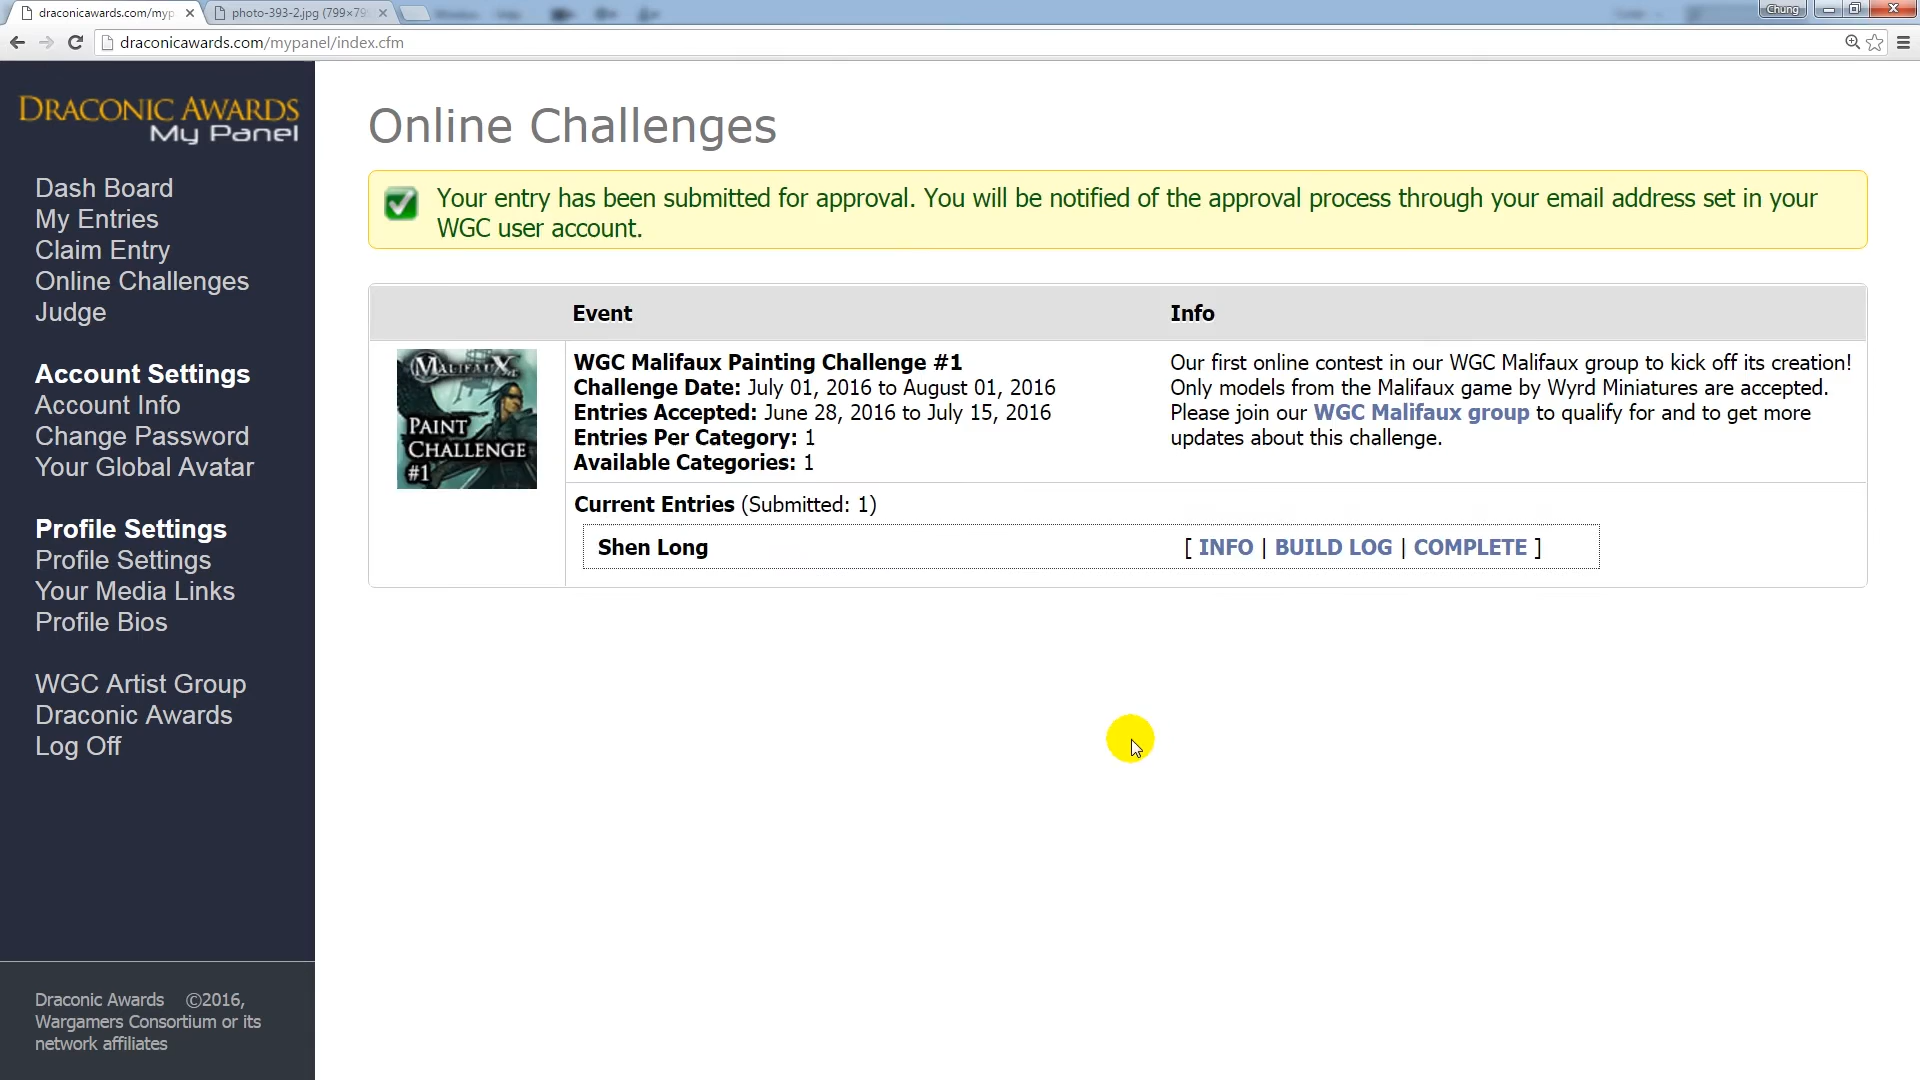 draconicawards.com/myp
photo-393-2.jpg (799×79
Chung
draconicawards.com/mypanel/index.cfm
DRACONIC AWARDS
My Panel
Dash Board
My Entries
Claim Entry
Online Challenges
Judge
Account Settings
Account Info
Change Password
Your Global Avatar
Profile Settings
Profile Settings
Your Media Links
Profile Bios
WGC Artist Group
Draconic Awards
Log Off
Draconic Awards ©2016,
Wargamers Consortium or its
network affiliates
Online Challenges
Your entry has been submitted for approval. You will be notified of the approval process through your email address set in your
WGC user account.
Event Info
MALIFAUX
PAINT
CHALLENGE
#1
WGC Malifaux Painting Challenge #1
Challenge Date: July 01, 2016 to August 01, 2016
Entries Accepted: June 28, 2016 to July 15, 2016
Entries Per Category: 1
Available Categories: 1
Our first online contest in our WGC Malifaux group to kick off its creation!
Only models from the Malifaux game by Wyrd Miniatures are accepted.
Please join our WGC Malifaux group to qualify for and to get more
updates about this challenge.
Current Entries (Submitted: 1)
Shen Long [ INFO | BUILD LOG | COMPLETE ]